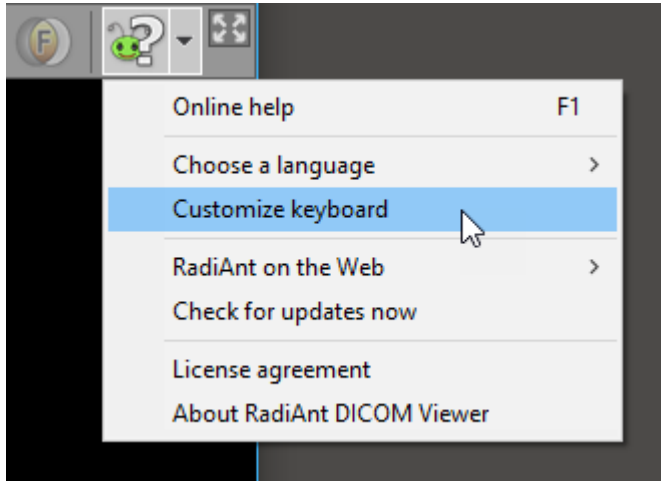 F
Online help F1
Choose a language
Customize keyboard
RadiAnt on the Web
Check for updates now
License agreement
About RadiAnt DICOM Viewer